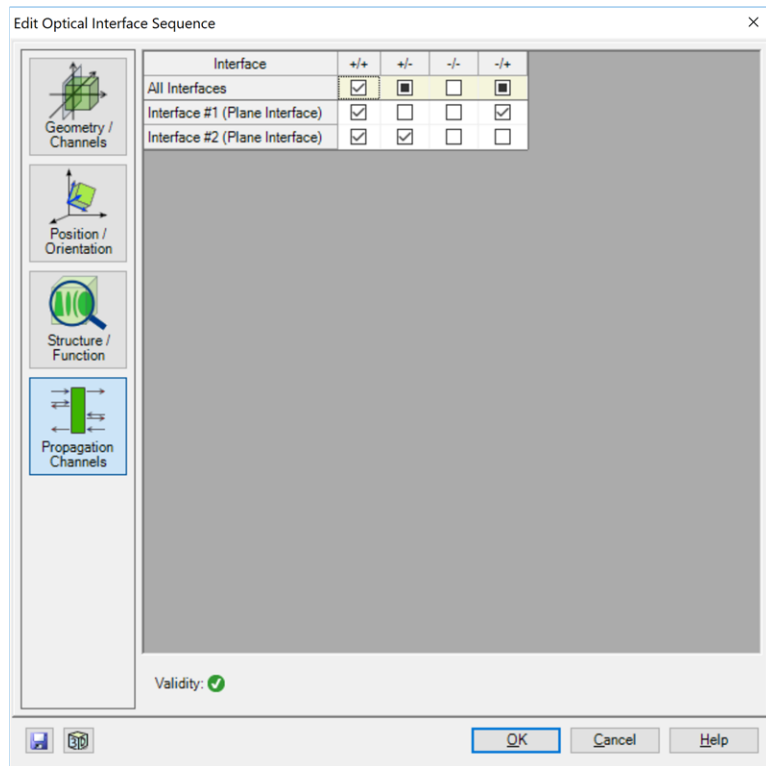 Edit Optical Interface Sequence
Geometry /
Channels
Position /
Orientation
Structure /
Function
Propagation
Channels
Interface +/+ +/- -/- -/+
All Interfaces
Interface #1 (Plane Interface)
Interface #2 (Plane Interface)
Validity:
3D
OK Cancel Help